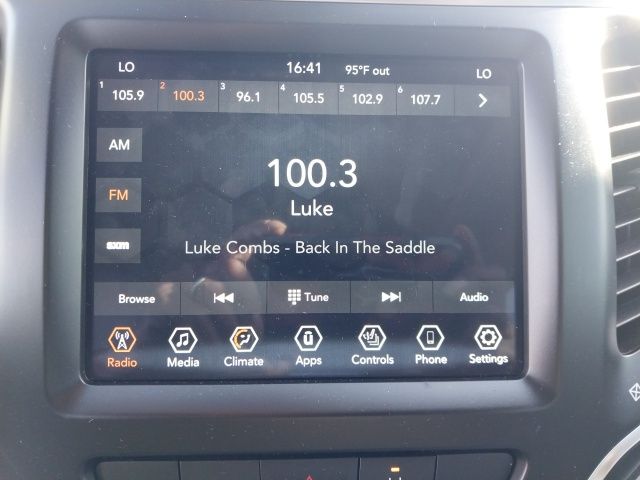 LO 16:41 95°F out LO
1 105.9 2 100.3 3 96.1 4 105.5 5 102.9 6 107.7
AM
100.3
FM
Luke
sxm
Luke Combs - Back In The Saddle
Browse Tune Audio
Radio Media Climate Apps Controls Phone Settings